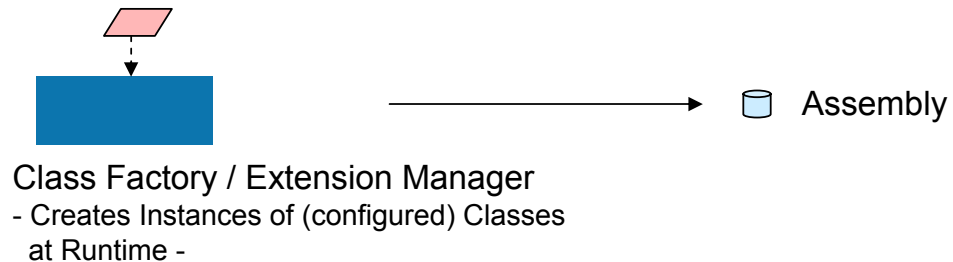 Assembly
Class Factory / Extension Manager
- Creates Instances of (configured) Classes
at Runtime -